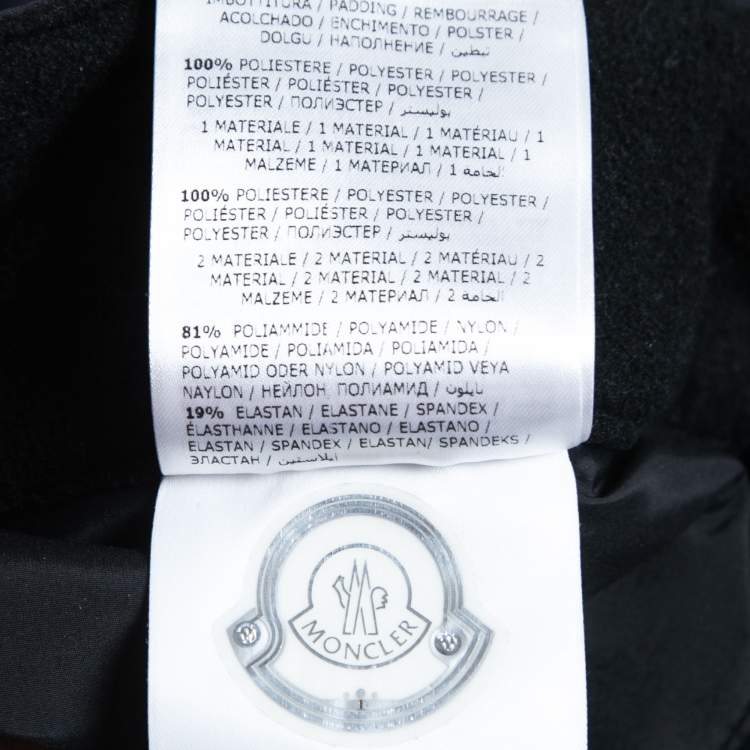 IMBOTTITURA / PADDING / REMBOURRAGE /
ACOLCHADO / ENCHIMENTO / POLSTER /
DOLGU / НАПОЛНЕНИЕ / تبطين
100% POLIESTERE / POLYESTER / POLYESTER /
POLIÉSTER / POLIÉSTER / POLYESTER /
POLYESTER / ПОЛИЭСТЕР / بوليستر
1 MATERIALE / 1 MATERIAL / 1 MATÉRIAU / 1
MATERIAL / 1 MATERIAL / 1 MATERIAL / 1
MALZEME / 1 МАТЕРИАЛ / 1 الخامة
100% POLIESTERE / POLYESTER / POLYESTER /
POLIÉSTER / POLIÉSTER / POLYESTER /
POLYESTER / ПОЛИЭСТЕР / بوليستر
2 MATERIALE / 2 MATERIAL / 2 MATÉRIAU / 2
MATERIAL / 2 MATERIAL / 2 MATERIAL / 2
MALZEME / 2 МАТЕРИАЛ / 2 الخامة
81% POLIAMMIDE / POLYAMIDE / NYLON /
POLYAMIDE / POLIAMIDA / POLIAMIDA /
POLYAMID ODER NYLON / POLYAMID VEYA
NAYLON / НЕЙЛОН, ПОЛИАМИД / نايلون
19% ELASTAN / ELASTANE / SPANDEX /
ÉLASTHANNE / ELASTANO / ELASTANO /
ELASTAN / SPANDEX / ELASTAN/ SPANDEKS /
ЭЛАСТАН / ايلاستين
MONCLER
1